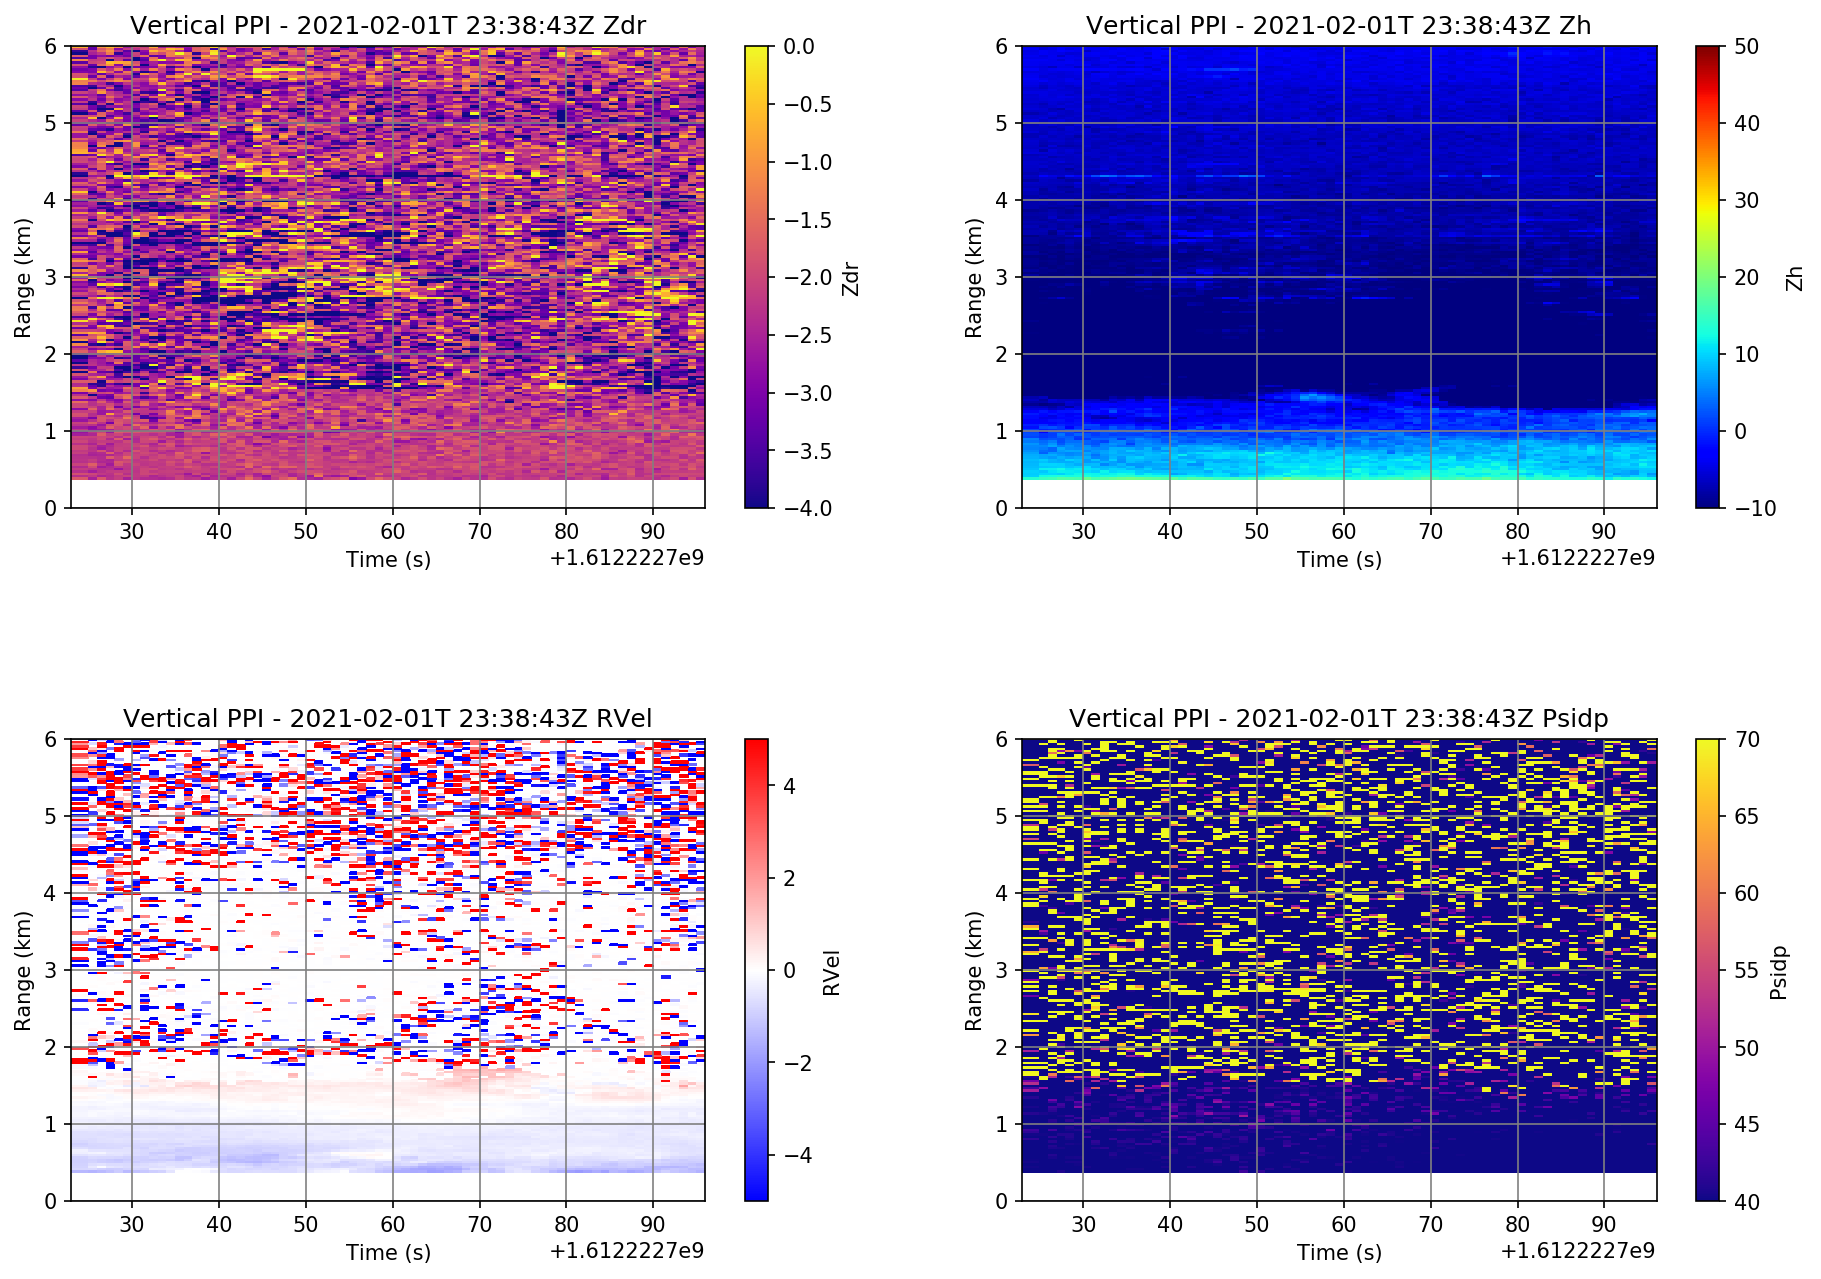 Vertical PPI - 2021-02-01T 23:38:43Z Zdr
6
5
4
3
2
1
0
Range (km)
30 40 50 60 70 80 90
Time (s)
+1.6122227e9
0.0
−0.5
−1.0
−1.5
−2.0
−2.5
−3.0
−3.5
−4.0
Zdr
Vertical PPI - 2021-02-01T 23:38:43Z Zh
6
5
4
3
2
1
0
Range (km)
30 40 50 60 70 80 90
Time (s)
+1.6122227e9
50
40
30
20
10
0
−10
Zh
Vertical PPI - 2021-02-01T 23:38:43Z RVel
6
5
4
3
2
1
0
Range (km)
30 40 50 60 70 80 90
Time (s)
+1.6122227e9
4
2
0
−2
−4
RVel
Vertical PPI - 2021-02-01T 23:38:43Z Psidp
6
5
4
3
2
1
0
Range (km)
30 40 50 60 70 80 90
Time (s)
+1.6122227e9
70
65
60
55
50
45
40
Psidp